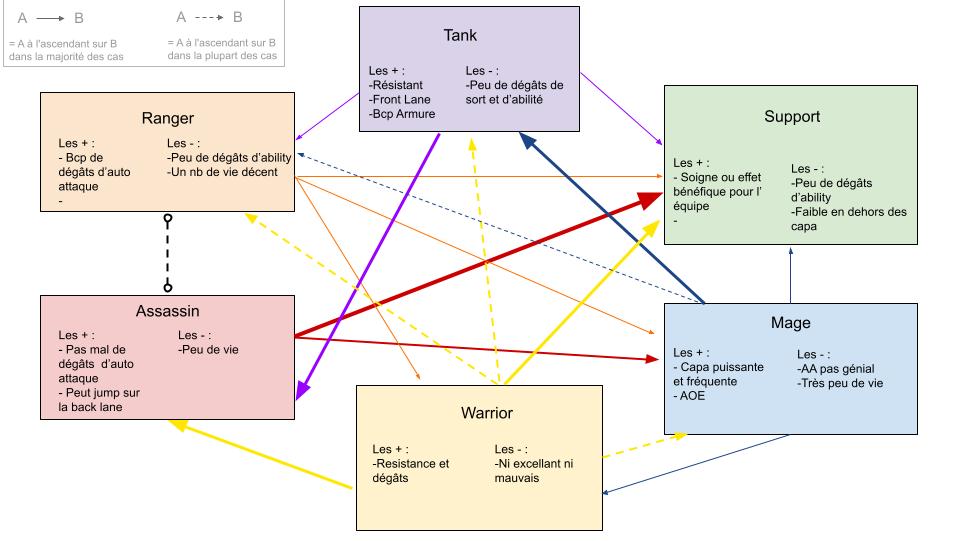 A B
= A à l'ascendant sur B
dans la majorité des cas
A B
= A à l'ascendant sur B
dans la plupart des cas
Tank
Les + :
-Résistant
-Front Lane
-Bcp Armure
Les - :
-Peu de dégâts de
sort et d'abilité
Ranger
Les + :
- Bcp de
dégâts d'auto
attaque
-
Les - :
-Peu de dégâts d'ability
-Un nb de vie décent
Support
Les + :
- Soigne ou effet
bénéfique pour l'
équipe
-
Les - :
-Peu de dégâts
d'ability
-Faible en dehors des
capa
Assassin
Les + :
- Pas mal de
dégâts d'auto
attaque
- Peut jump sur
la back lane
Les - :
-Peu de vie
Mage
Les + :
- Capa puissante
et fréquente
- AOE
Les - :
-AA pas génial
-Très peu de vie
Warrior
Les + :
-Resistance et
dégâts
Les - :
-Ni excellant ni
mauvais